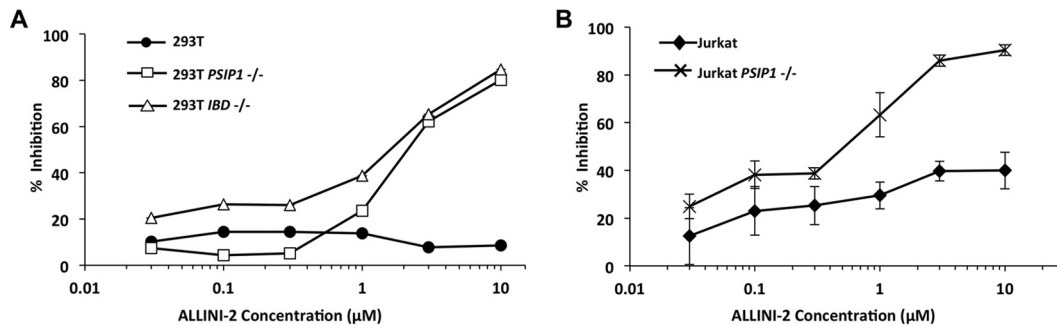 A
293T
293T PSIP1 -/-
293T IBD -/-
% Inhibition
100
80
60
40
20
0
0.01
0.1
1
10
ALLINI-2 Concentration (μM)
B
Jurkat
Jurkat PSIP1 -/-
% Inhibition
100
80
60
40
20
0
0.01
0.1
1
10
ALLINI-2 Concentration (μM)